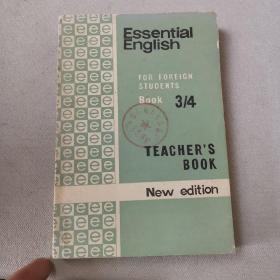 Essential
English
FOR FOREIGN
STUDENTS
Book 3/4
TEACHER'S
BOOK
New edition